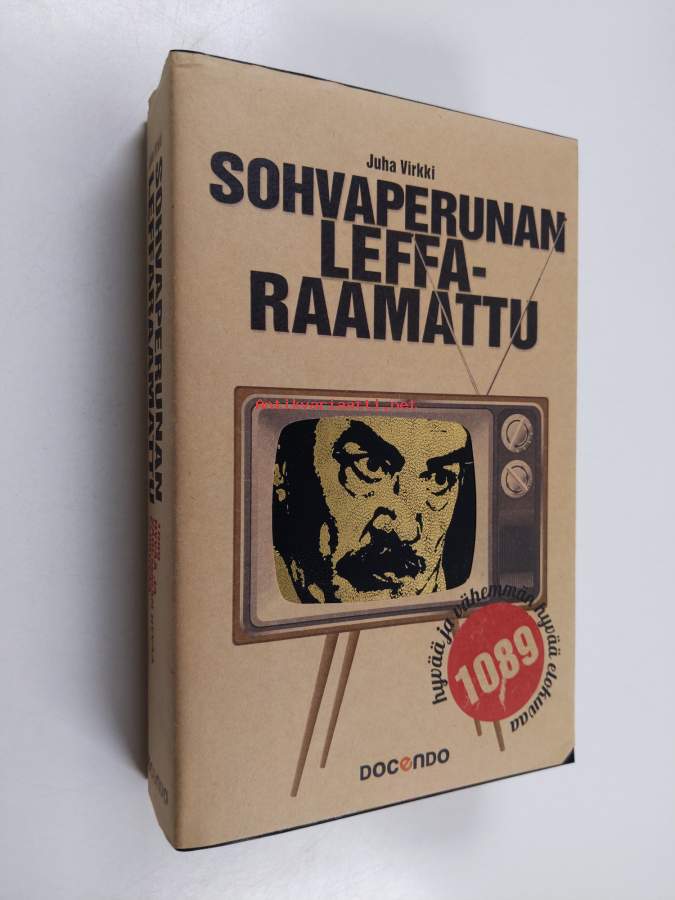 Juha Virkki
SOHVAPERUNAN
LEFFA-
RAAMATTU
Antikvariaatti.net
hyvää ja vähemmän hyvää elokuvaa
1089
DOCENDO
SOHVAPERUNAN
LEFFARAAMATTU